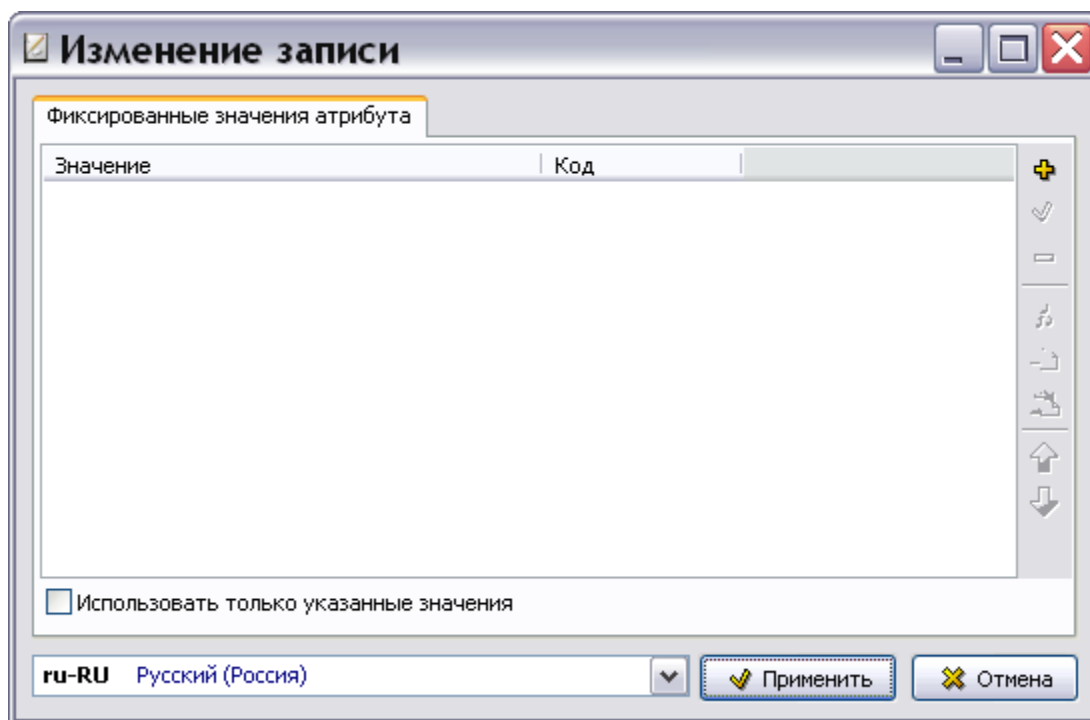 Изменение записи
Фиксированные значения атрибута
Значение Код
Использовать только указанные значения
ru-RU Русский (Россия) Применить Отмена